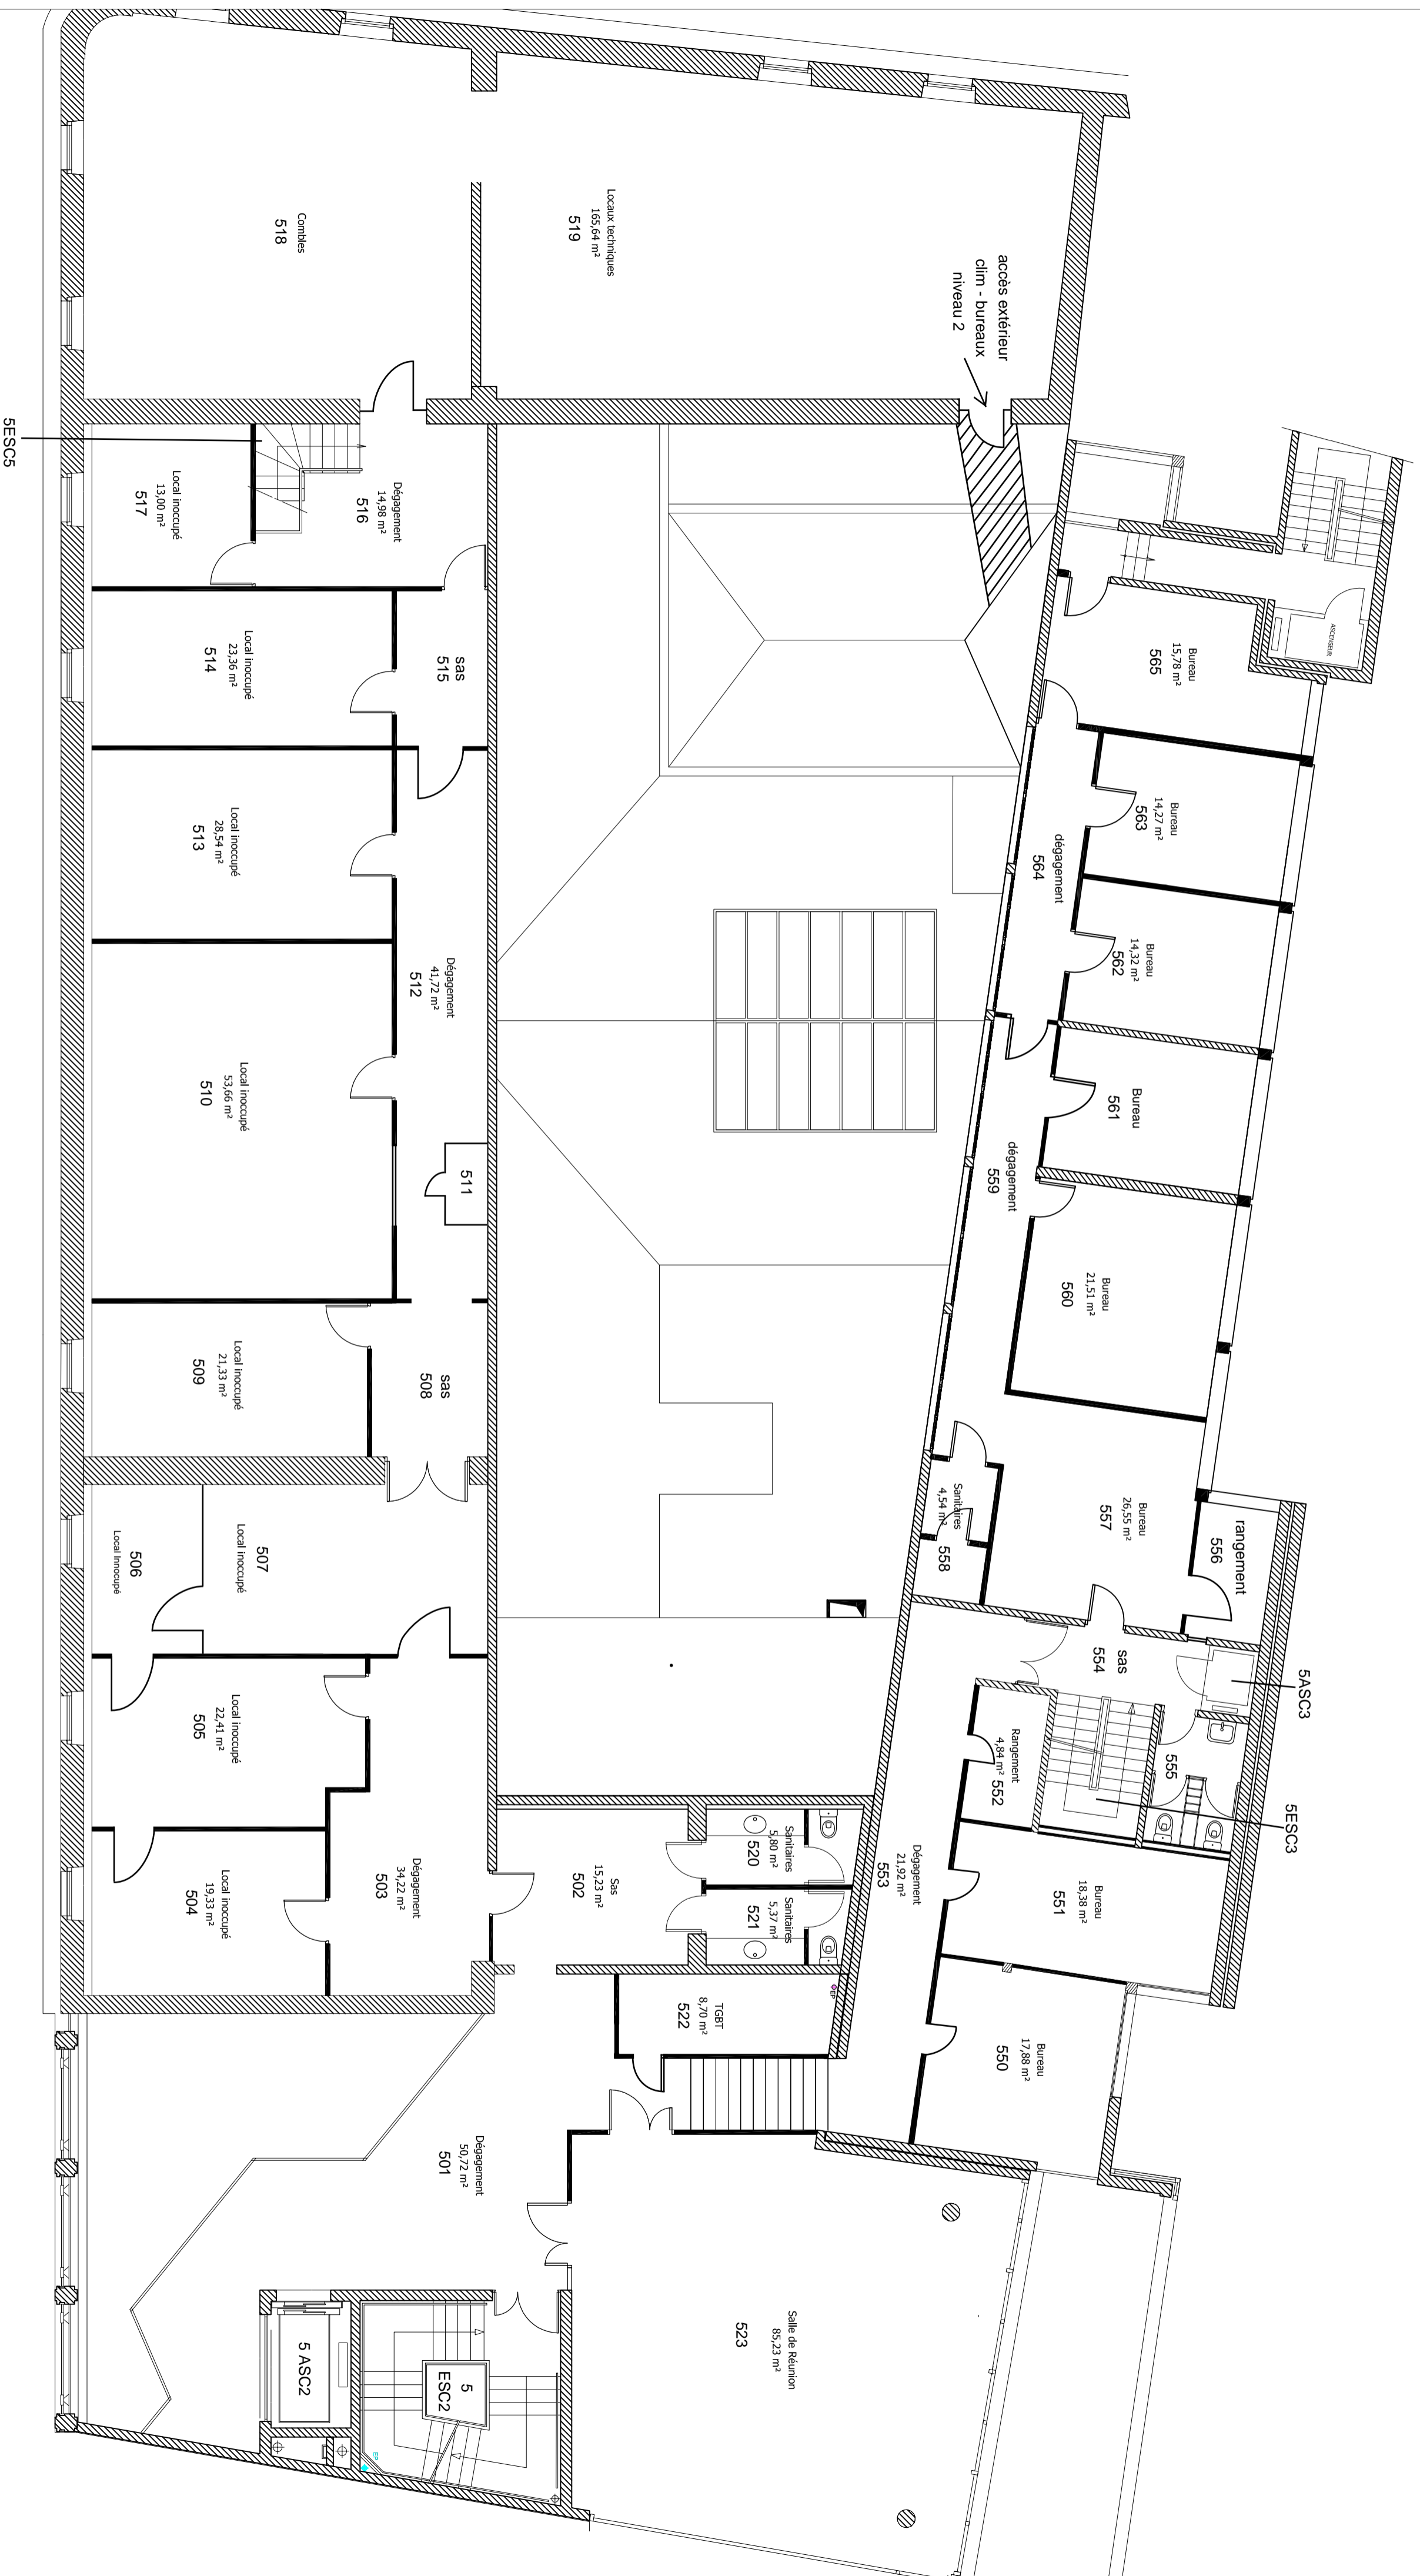 accès extérieur
clim - bureaux
niveau 2
Locaux techniques
165,64 m²
519
Combles
518
5ESC5
Dégagement
14,98 m²
516
Local inoccupé
13,00 m²
517
sas
515
Local inoccupé
23,36 m²
514
Local inoccupé
28,54 m²
513
Dégagement
41,72 m²
512
Local inoccupé
53,66 m²
510
511
sas
508
Local inoccupé
21,33 m²
509
507
Local inoccupé
506
Local Innocupé
Local inoccupé
22,41 m²
505
Local inoccupé
19,33 m²
504
Dégagement
34,22 m²
503
Sas
15,23 m²
502
Sanitaires
5,80 m²
520
Sanitaires
5,37 m²
521
TGBT
8,70 m²
522
EP
Dégagement
50,72 m²
501
5 ASC2
5
ESC2
EP
Salle de Réunion
85,23 m²
523
ASCENSEUR
Bureau
15,78 m²
565
Bureau
14,27 m²
563
dégagement
564
Bureau
14,32 m²
562
Bureau
561
dégagement
559
Bureau
21,51 m²
560
Bureau
26,55 m²
557
Sanitaires
4,54 m²
558
rangement
556
sas
554
5ASC3
555
5ESC3
Rangement
4,84 m²
552
Dégagement
21,92 m²
553
Bureau
18,38 m²
551
Bureau
17,88 m²
550